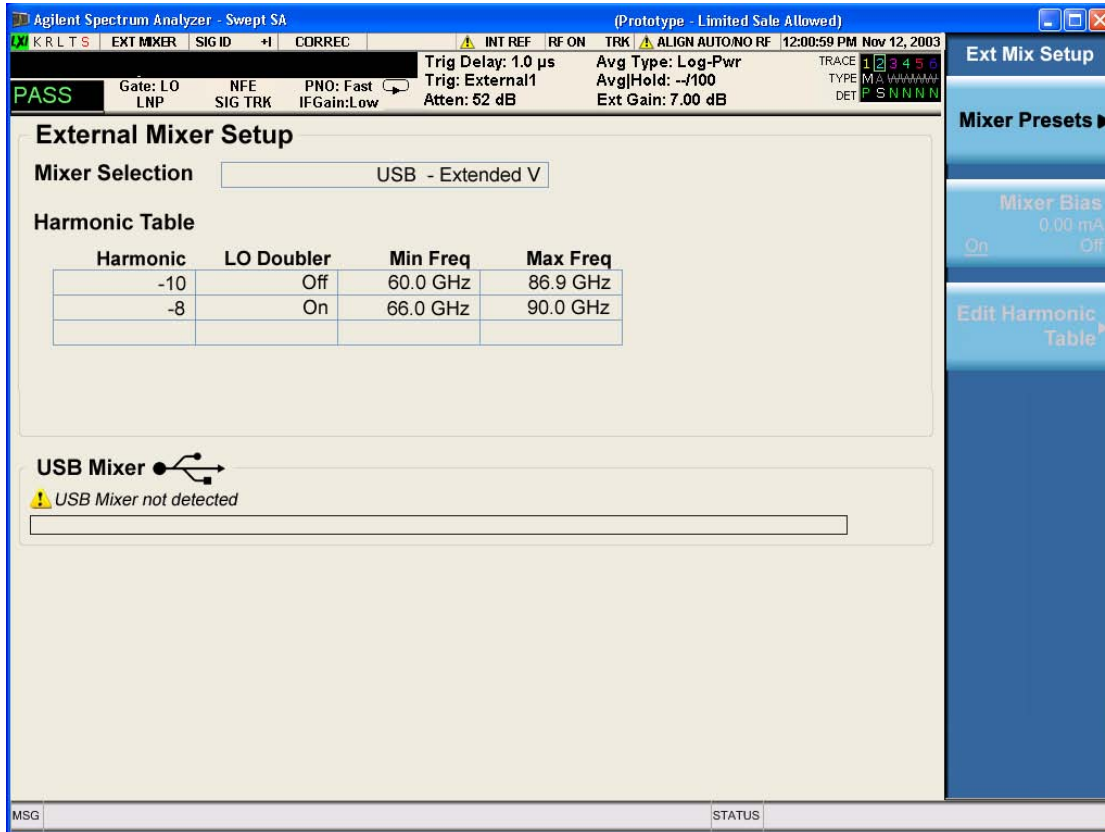 Agilent Spectrum Analyzer - Swept SA (Prototype - Limited Sale Allowed)
LXI K R L T S EXT MIXER SIG ID +I CORREC INT REF RF ON TRK ALIGN AUTO/NO RF 12:00:59 PM Nov 12, 2003
PASS
Gate: LO
LNP
NFE
SIG TRK
PNO: Fast
IFGain:Low
Trig Delay: 1.0 µs
Trig: External1
Atten: 52 dB
Avg Type: Log-Pwr
Avg|Hold: --/100
Ext Gain: 7.00 dB
TRACE 1 2 3 4 5 6
TYPE M A W W W W
DET P S N N N N
External Mixer Setup
Mixer Selection USB - Extended V
Harmonic Table
Harmonic LO Doubler Min Freq Max Freq
-10 Off 60.0 GHz 86.9 GHz
-8 On 66.0 GHz 90.0 GHz
USB Mixer
USB Mixer not detected
Ext Mix Setup
Mixer Presets
Mixer Bias
0.00 mA
On Off
Edit Harmonic
Table
MSG STATUS